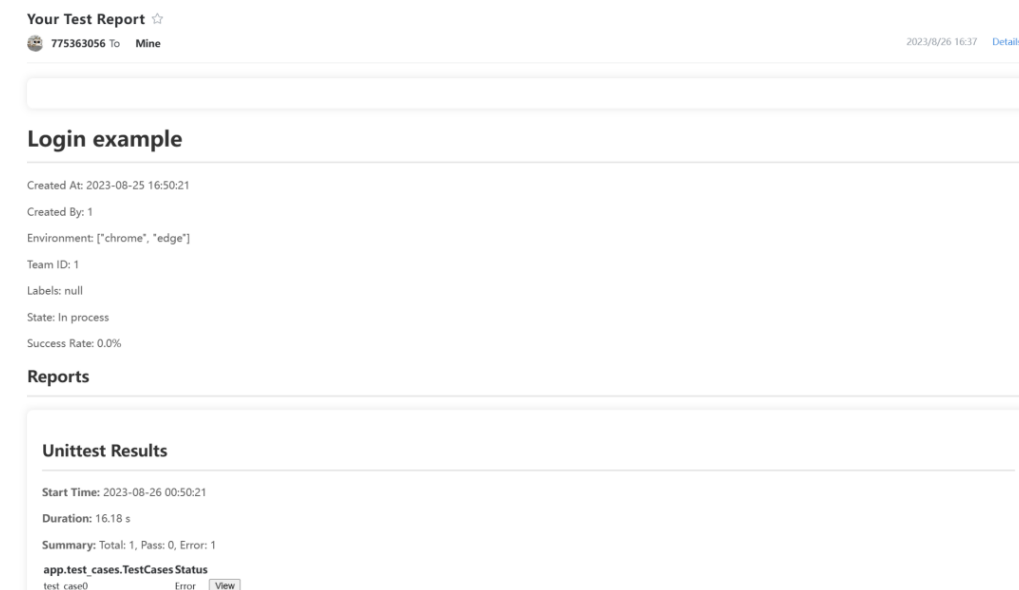 Your Test Report ☆
775363056 To Mine 2023/8/26 16:37 Details
Login example
Created At: 2023-08-25 16:50:21
Created By: 1
Environment: ["chrome", "edge"]
Team ID: 1
Labels: null
State: In process
Success Rate: 0.0%
Reports
Unittest Results
Start Time: 2023-08-26 00:50:21
Duration: 16.18 s
Summary: Total: 1, Pass: 0, Error: 1
app.test_cases.TestCases Status
test_case0 Error View